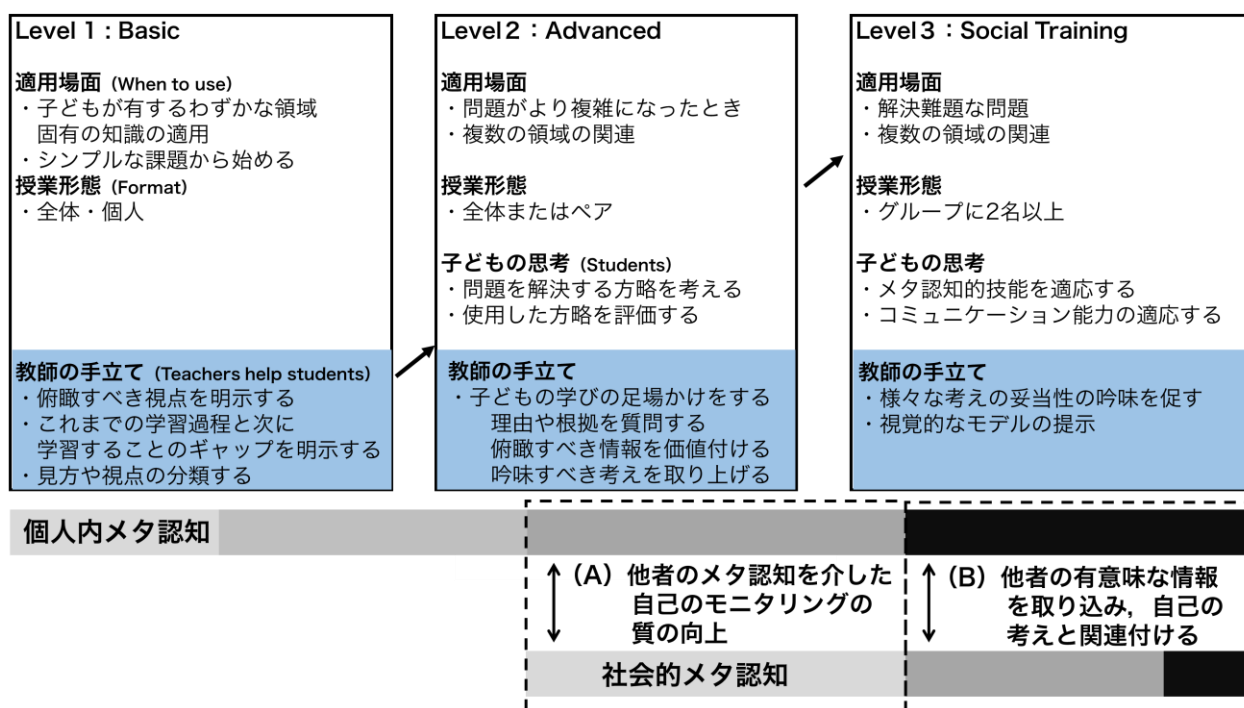 Level 1 : Basic
適用場面 (When to use)
・子どもが有するわずかな領域
固有の知識の適用
・シンプルな課題から始める
授業形態 (Format)
・全体・個人
教師の手立て (Teachers help students)
・俯瞰すべき視点を明示する
・これまでの学習過程と次に
学習することのギャップを明示する
・見方や視点の分類する
Level2：Advanced
適用場面
・問題がより複雑になったとき
・複数の領域の関連
授業形態
・全体またはペア
子どもの思考 (Students)
・問題を解決する方略を考える
・使用した方略を評価する
教師の手立て
・子どもの学びの足場かけをする
理由や根拠を質問する
俯瞰すべき情報を価値付ける
吟味すべき考えを取り上げる
Level3：Social Training
適用場面
・解決難題な問題
・複数の領域の関連
授業形態
・グループに2名以上
子どもの思考
・メタ認知的技能を適応する
・コミュニケーション能力の適応する
教師の手立て
・様々な考えの妥当性の吟味を促す
・視覚的なモデルの提示
個人内メタ認知
（A）他者のメタ認知を介した
自己のモニタリングの
質の向上
（B）他者の有意味な情報
を取り込み，自己の
考えと関連付ける
社会的メタ認知